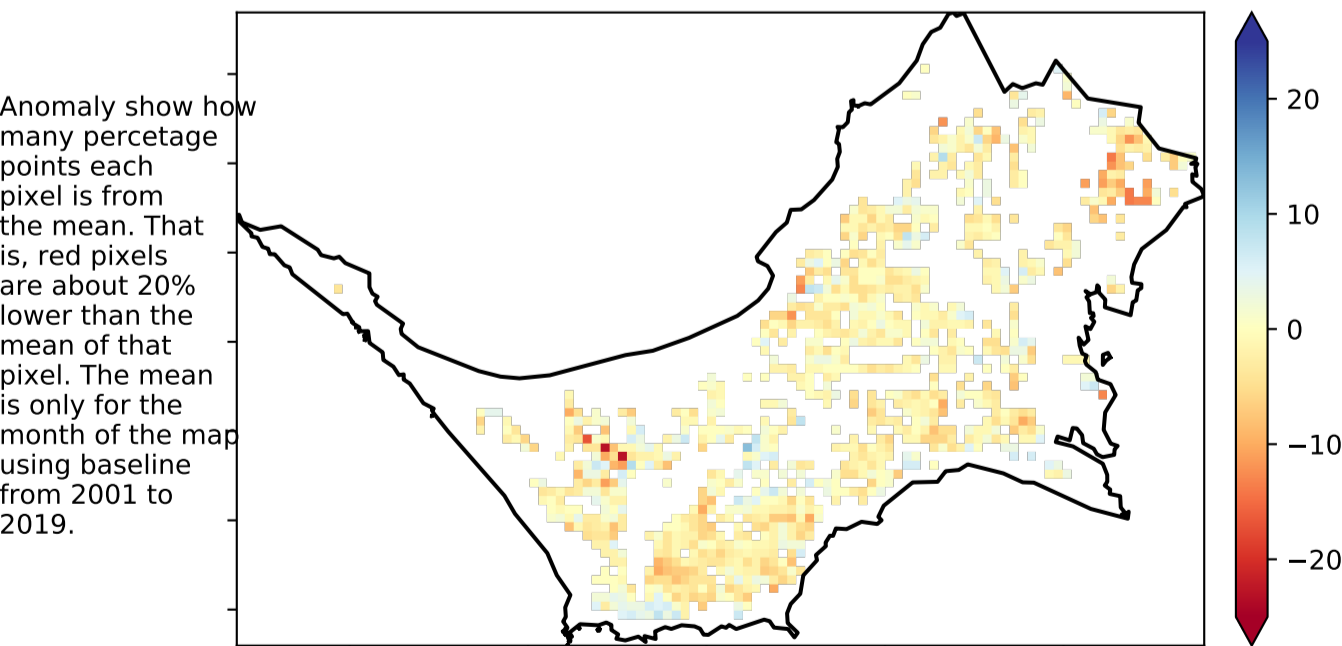 Anomaly show how
many percetage
points each
pixel is from
the mean. That
is, red pixels
are about 20%
lower than the
mean of that
pixel. The mean
is only for the
month of the map
using baseline
from 2001 to
2019.
20
10
0
−10
−20